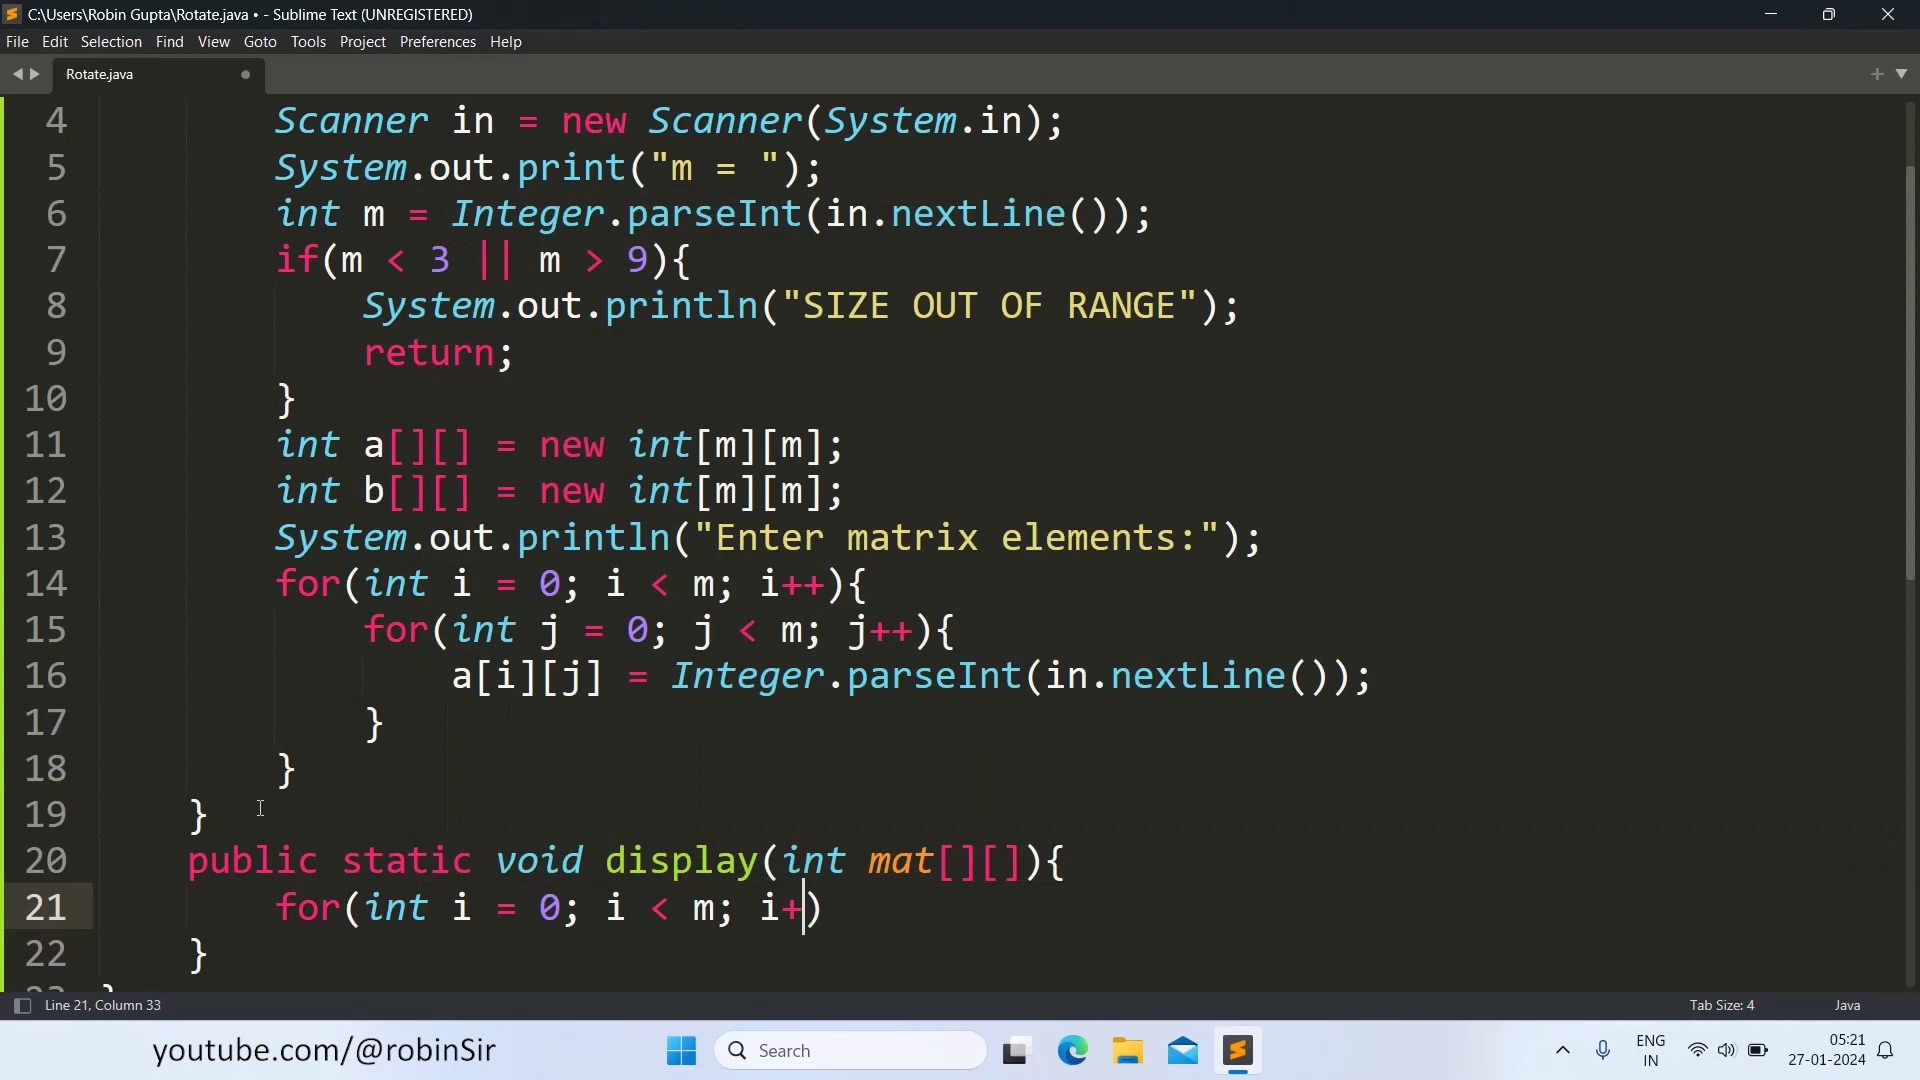 C:\Users\Robin Gupta\Rotate.java • - Sublime Text (UNREGISTERED)
File Edit Selection Find View Goto Tools Project Preferences Help
Rotate.java
4 Scanner in = new Scanner(System.in);
5 System.out.print("m = ");
6 int m = Integer.parseInt(in.nextLine());
7 if(m < 3 || m > 9){
8 System.out.println("SIZE OUT OF RANGE");
9 return;
10 }
11 int a[][] = new int[m][m];
12 int b[][] = new int[m][m];
13 System.out.println("Enter matrix elements:");
14 for(int i = 0; i < m; i++){
15 for(int j = 0; j < m; j++){
16 a[i][j] = Integer.parseInt(in.nextLine());
17 }
18 }
19 }
20 public static void display(int mat[][]){
21 for(int i = 0; i < m; i+)
22 }
Line 21, Column 33 Tab Size: 4 Java
youtube.com/@robinSir Search ENG IN 05:21 27-01-2024